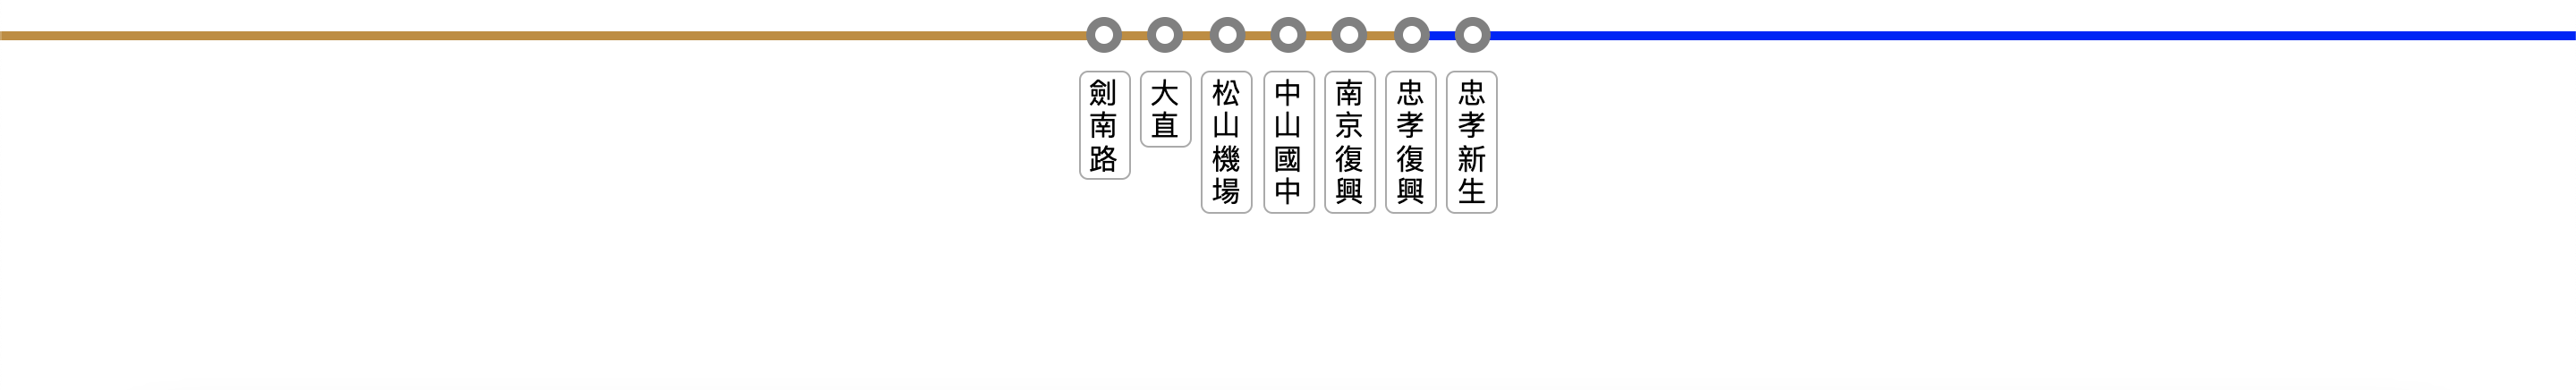 劍南路
大直
松山機場
中山國中
南京復興
忠孝復興
忠孝新生